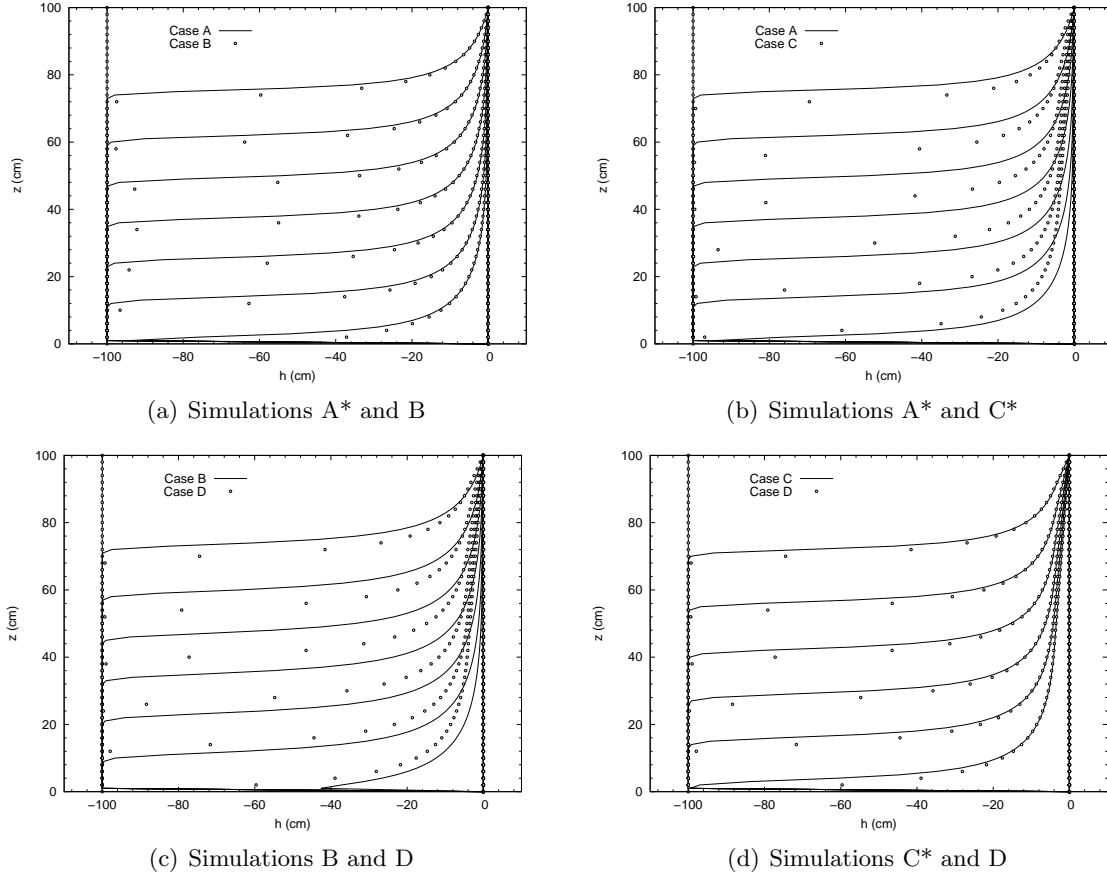 100
80
60
40
20
0
z (cm)
Case A
Case B
−100
−80
−60
−40
−20
0
h (cm)
(a) Simulations A* and B
100
80
60
40
20
0
z (cm)
Case A
Case C
−100
−80
−60
−40
−20
0
h (cm)
(b) Simulations A* and C*
100
80
60
40
20
0
z (cm)
Case B
Case D
−100
−80
−60
−40
−20
0
h (cm)
(c) Simulations B and D
100
80
60
40
20
0
z (cm)
Case C
Case D
−100
−80
−60
−40
−20
0
h (cm)
(d) Simulations C* and D